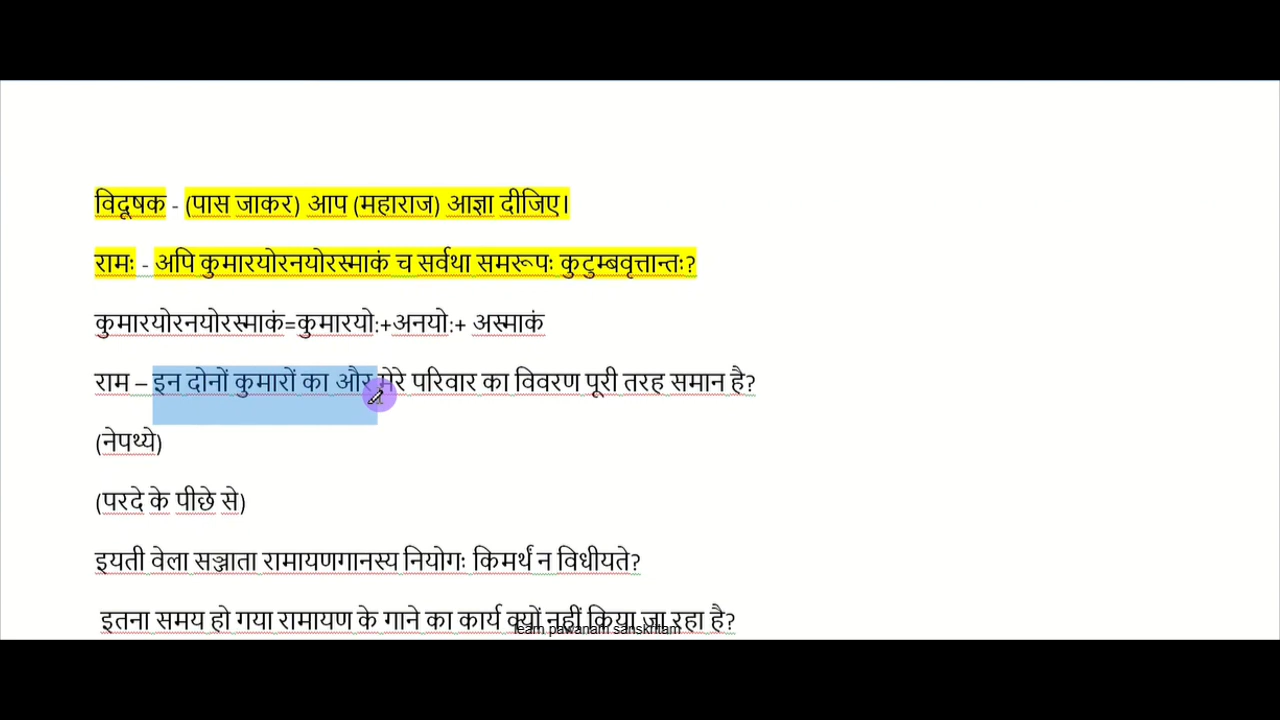 विदूषक - (पास जाकर) आप (महाराज) आज्ञा दीजिए।
रामः - अपि कुमारयोरनयोरस्माकं च सर्वथा समरूपः कुटुम्बवृत्तान्तः?
कुमारयोरनयोरस्माकं=कुमारयो:+अनयो:+ अस्माकं
राम – इन दोनों कुमारों का और मेरे परिवार का विवरण पूरी तरह समान है?
(नेपथ्ये)
(परदे के पीछे से)
इयती वेला सञ्जाता रामायणगानस्य नियोगः किमर्थं न विधीयते?
इतना समय हो गया रामायण के गाने का कार्य क्यों नहीं किया जा रहा है?
Team pawanam sanskritam